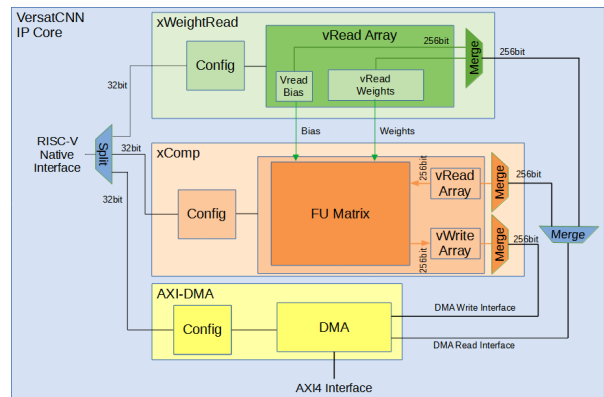 VersatCNN
IP Core
xWeightRead
vRead Array
256bit
Merge
Config
Vread
Bias
vRead
Weights
256bit
32bit
Bias
Weights
RISC-V
Native
Interface
Split
32bit
32bit
xComp
256bit
vRead
Array
Merge
256bit
Config
FU Matrix
vWrite
Array
256bit
Merge
256bit
Merge
AXI-DMA
Config
DMA
DMA Write Interface
DMA Read Interface
AXI4 Interface